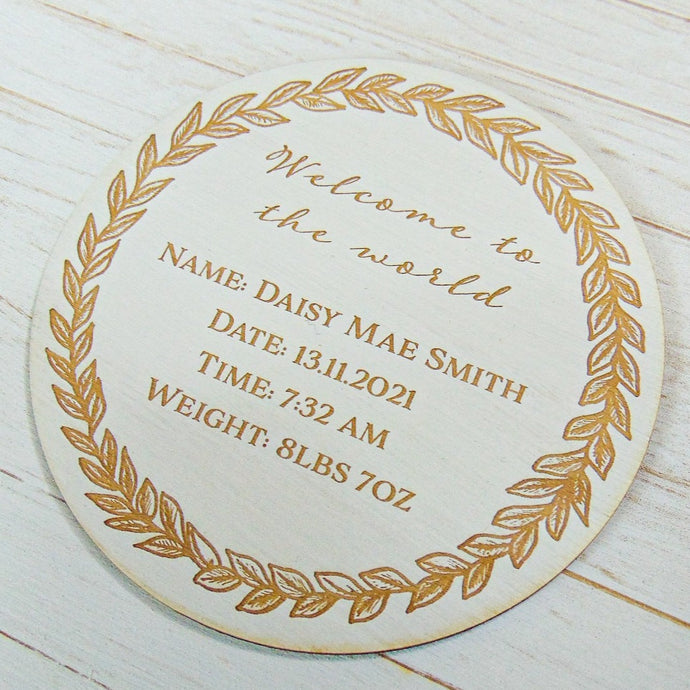 Welcome to
the world
Name: Daisy Mae Smith
Date: 13.11.2021
Time: 7:32 am
Weight: 8lbs 7oz